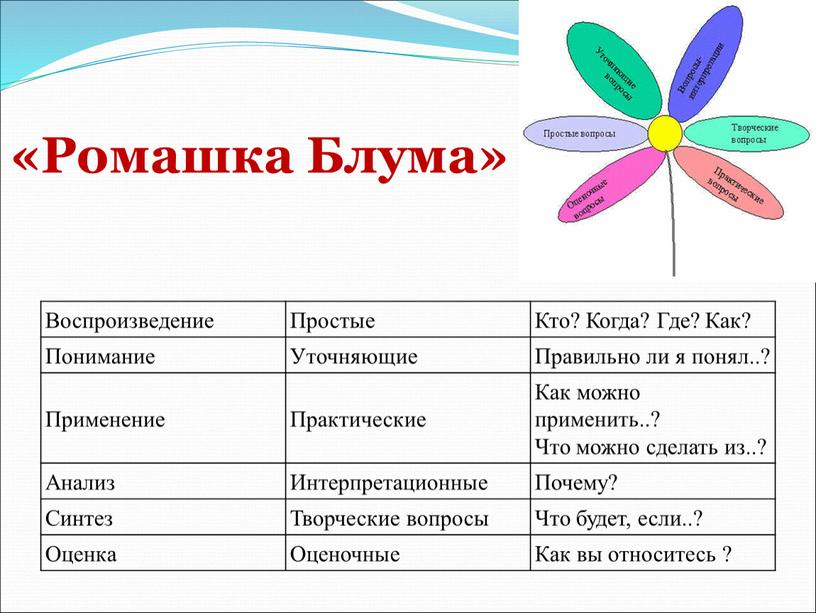 «Ромашка Блума»
Уточняющие
вопросы
Вопросы-
интерпретации
Простые вопросы
Творческие
вопросы
Оценочные
вопросы
Практические
вопросы
Воспроизведение Простые Кто? Когда? Где? Как?
Понимание Уточняющие Правильно ли я понял..?
Применение Практические Как можно
применить..?
Что можно сделать из..?
Анализ Интерпретационные Почему?
Синтез Творческие вопросы Что будет, если..?
Оценка Оценочные Как вы относитесь ?